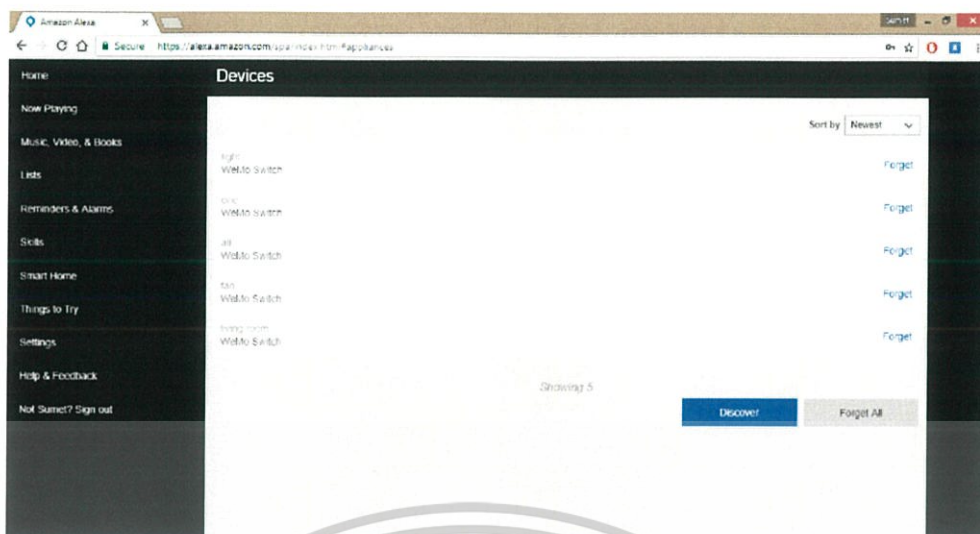 Amazon Alexa
Secure https://alexa.amazon.com/spa/index.html#appliances
Home
Devices
Now Playing
Sort by Newest
Music, Video, & Books
light
WeMo Switch
Forget
Lists
WeMo Switch
Forget
Reminders & Alarms
Skills
all
WeMo Switch
Forget
Smart Home
fan
WeMo Switch
Forget
Things to Try
living room
WeMo Switch
Forget
Settings
Help & Feedback
Showing 5
Not Sumet? Sign out
Discover
Forget All